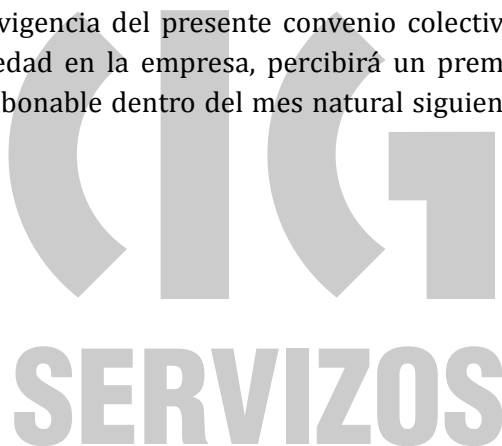 vigencia del presente convenio colectiv
edad en la empresa, percibirá un prem
bonable dentro del mes natural siguien
CIG
SERVIZOS